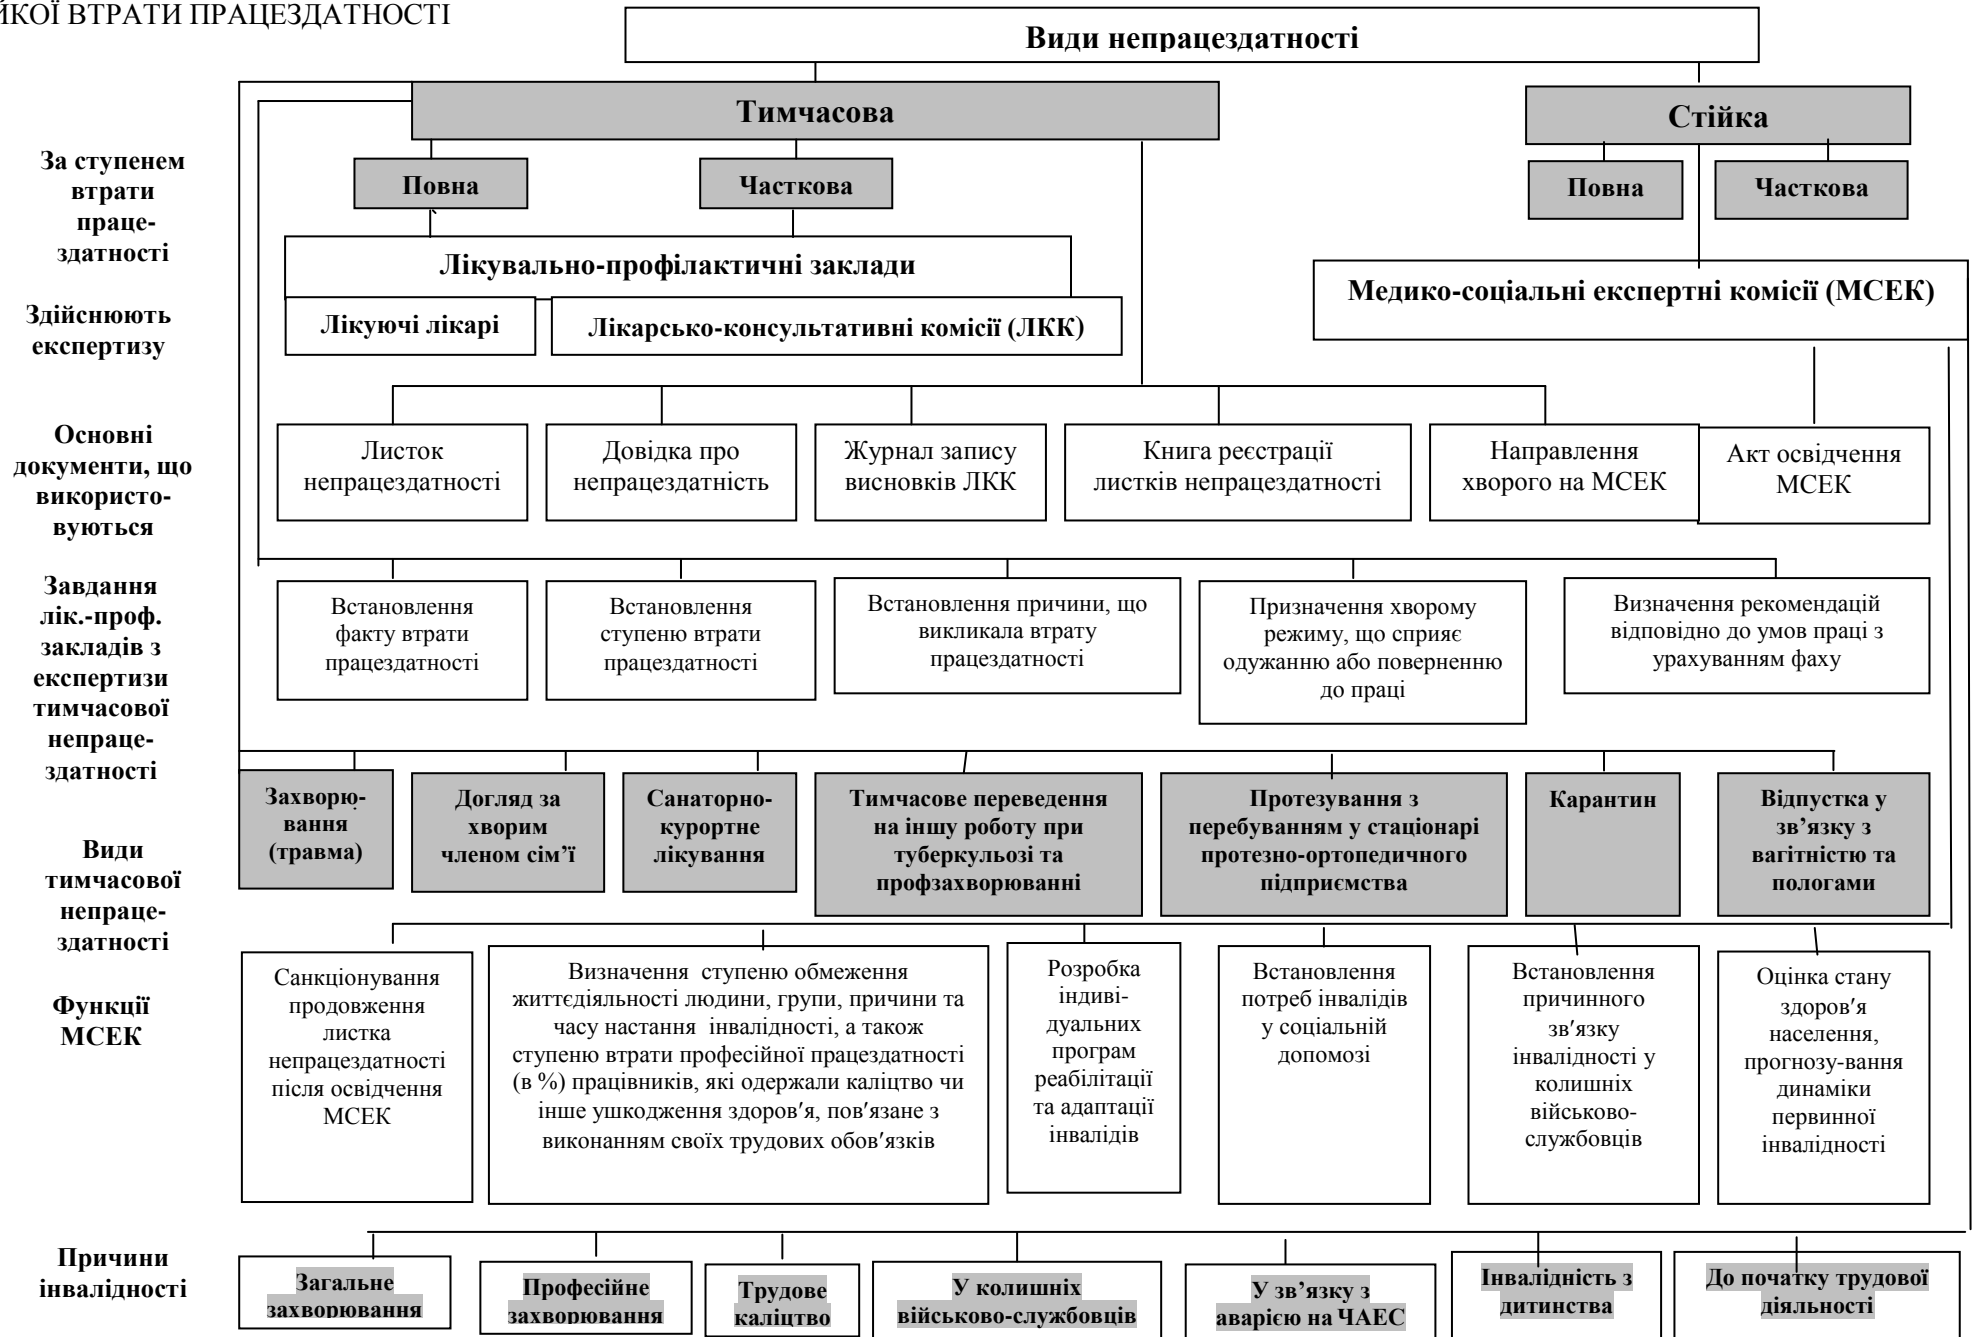 ЙКОЇ ВТРАТИ ПРАЦЕЗДАТНОСТІ
Види непрацездатності
Тимчасова
Стійка
За ступенем
втрати
праце-
здатності
Повна
Часткова
Повна
Часткова
Лікувально-профілактичні заклади
Медико-соціальні експертні комісії (МСЕК)
Здійснюють
експертизу
Лікуючі лікарі
Лікарсько-консультативні комісії (ЛКК)
Основні
документи, що
використо-
вуються
Листок
непрацездатності
Довідка про
непрацездатність
Журнал запису
висновків ЛКК
Книга реєстрації
листків непрацездатності
Направлення
хворого на МСЕК
Акт освідчення
МСЕК
Завдання
лік.-проф.
закладів з
експертизи
тимчасової
непраце-
здатності
Встановлення
факту втрати
працездатності
Встановлення
ступеню втрати
працездатності
Встановлення причини, що
викликала втрату
працездатності
Призначення хворому
режиму, що сприяє
одужанню або поверненню
до праці
Визначення рекомендацій
відповідно до умов праці з
урахуванням фаху
Види
тимчасової
непраце-
здатності
Захворю-
вання
(травма)
Догляд за
хворим
членом сім’ї
Санаторно-
курортне
лікування
Тимчасове переведення
на іншу роботу при
туберкульозі та
профзахворюванні
Протезування з
перебуванням у стаціонарі
протезно-ортопедичного
підприємства
Карантин
Відпустка у
зв’язку з
вагітністю та
пологами
Функції
МСЕК
Санкціонування
продовження
листка
непрацездатності
після освідчення
МСЕК
Визначення ступеню обмеження
життєдіяльності людини, групи, причини та
часу настання інвалідності, а також
ступеню втрати професійної працездатності
(в %) працівників, які одержали каліцтво чи
інше ушкодження здоров′я, пов′язане з
виконанням своїх трудових обов′язків
Розробка
індиві-
дуальних
програм
реабілітації
та адаптації
інвалідів
Встановлення
потреб інвалідів
у соціальній
допомозі
Встановлення
причинного
зв′язку
інвалідності у
колишніх
військово-
службовців
Оцінка стану
здоров′я
населення,
прогнозу-вання
динаміки
первинної
інвалідності
Причини
інвалідності
Загальне
захворювання
Професійне
захворювання
Трудове
каліцтво
У колишніх
військово-службовців
У зв’язку з
аварією на ЧАЕС
Інвалідність з
дитинства
До початку трудової
діяльності